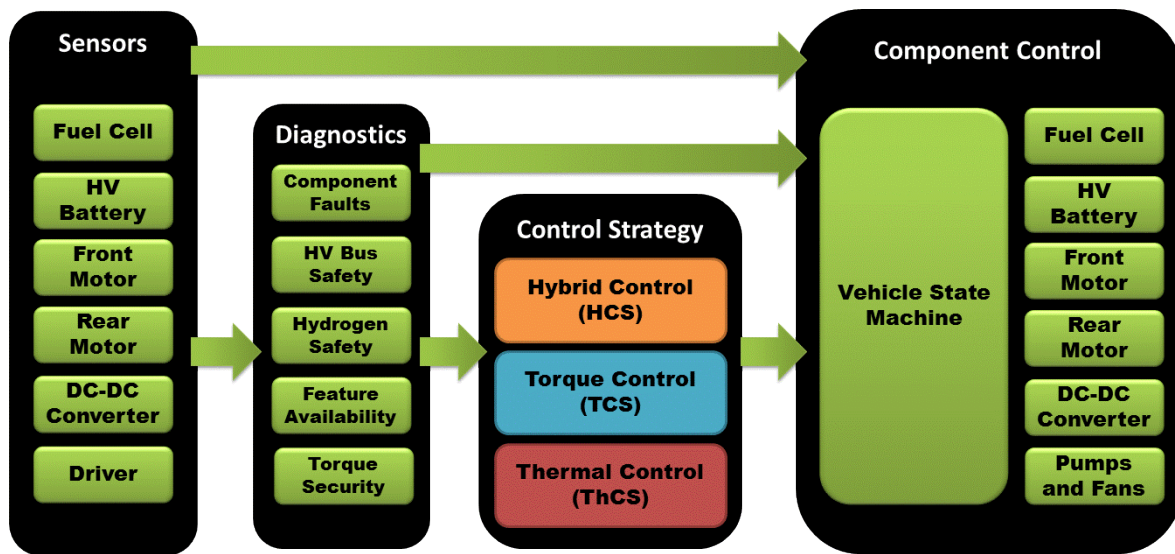 Sensors
Fuel Cell
HV
Battery
Front
Motor
Rear
Motor
DC-DC
Converter
Driver
Diagnostics
Component
Faults
HV Bus
Safety
Hydrogen
Safety
Feature
Availability
Torque
Security
Control Strategy
Hybrid Control
(HCS)
Torque Control
(TCS)
Thermal Control
(ThCS)
Component Control
Vehicle State
Machine
Fuel Cell
HV
Battery
Front
Motor
Rear
Motor
DC-DC
Converter
Pumps
and Fans